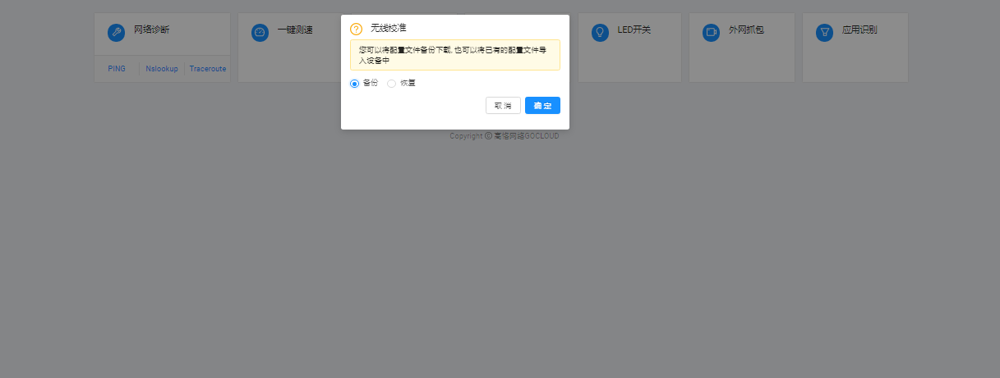 网络诊断
PING
Nslookup
Traceroute
一键测速
无线校准
您可以将配置文件备份下载, 也可以将已有的配置文件导
入设备中
备份
恢复
取 消
确 定
LED开关
外网抓包
应用识别
Copyright © 高恪网络GOCLOUD